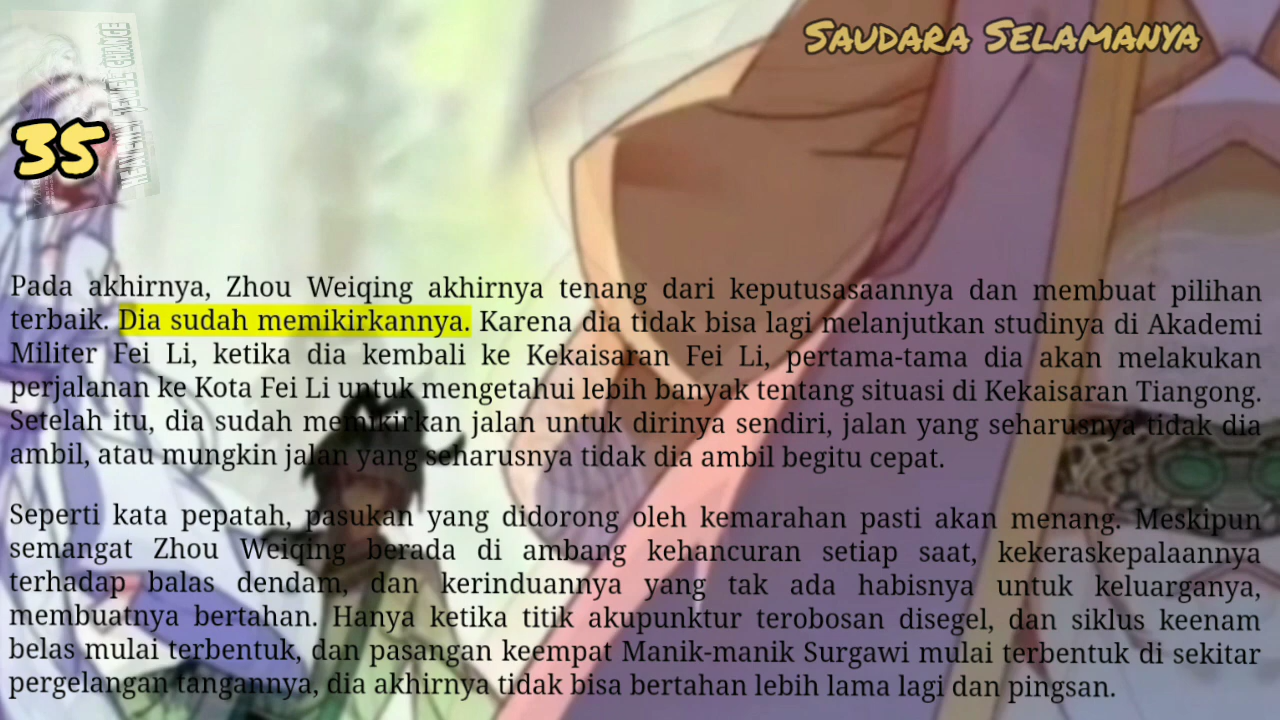 Saudara Selamanya
35
HEAVENLY JEWEL CHANGE
Pada akhirnya, Zhou Weiqing akhirnya tenang dari keputusasaannya dan membuat pilihan
terbaik. Dia sudah memikirkannya. Karena dia tidak bisa lagi melanjutkan studinya di Akademi
Militer Fei Li, ketika dia kembali ke Kekaisaran Fei Li, pertama-tama dia akan melakukan
perjalanan ke Kota Fei Li untuk mengetahui lebih banyak tentang situasi di Kekaisaran Tiangong.
Setelah itu, dia sudah memikirkan jalan untuk dirinya sendiri, jalan yang seharusnya tidak dia
ambil, atau mungkin jalan yang seharusnya tidak dia ambil begitu cepat.
Seperti kata pepatah, pasukan yang didorong oleh kemarahan pasti akan menang. Meskipun
semangat Zhou Weiqing berada di ambang kehancuran setiap saat, kekeraskepalaannya
terhadap balas dendam, dan kerinduannya yang tak ada habisnya untuk keluarganya,
membuatnya bertahan. Hanya ketika titik akupunktur terobosan disegel, dan siklus keenam
belas mulai terbentuk, dan pasangan keempat Manik-manik Surgawi mulai terbentuk di sekitar
pergelangan tangannya, dia akhirnya tidak bisa bertahan lebih lama lagi dan pingsan.